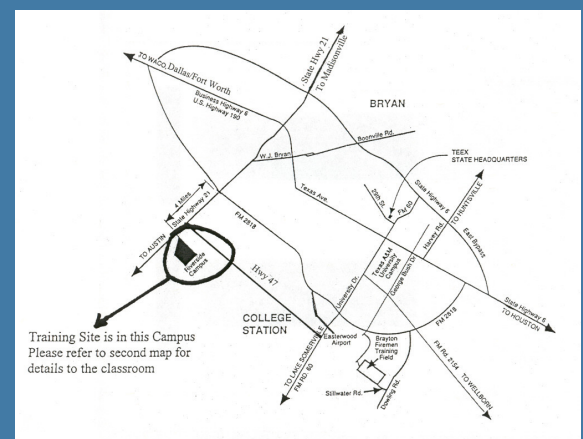 TO WACO, Dallas/Fort Worth
Business Highway 6
U.S. Highway 190
State Hwy 21
To Madisonville
BRYAN
Boonville Rd.
W.J. Bryan
TEEX
STATE HEADQUARTERS
Texas Ave.
29th St.
FM 60
State Highway 6
TO HUNTSVILLE
4 Miles
State Highway 21
FM 2818
TO AUSTIN
Riverside
Campus
Hwy 47
University Dr.
Texas A&M
University
Campus
George Bush Dr
Harvey Rd.
East Bypass
State Highway 6
TO HOUSTON
COLLEGE
STATION
Easterwood
Airport
Brayton
Firemen
Training
Field
FM 2818
FM Rd. 2154
TO WELLBORN
TO LAKE SOMERVILLE
FM RD. 60
Stillwater Rd.
Dowling Rd.
Training Site is in this Campus
Please refer to second map for
details to the classroom